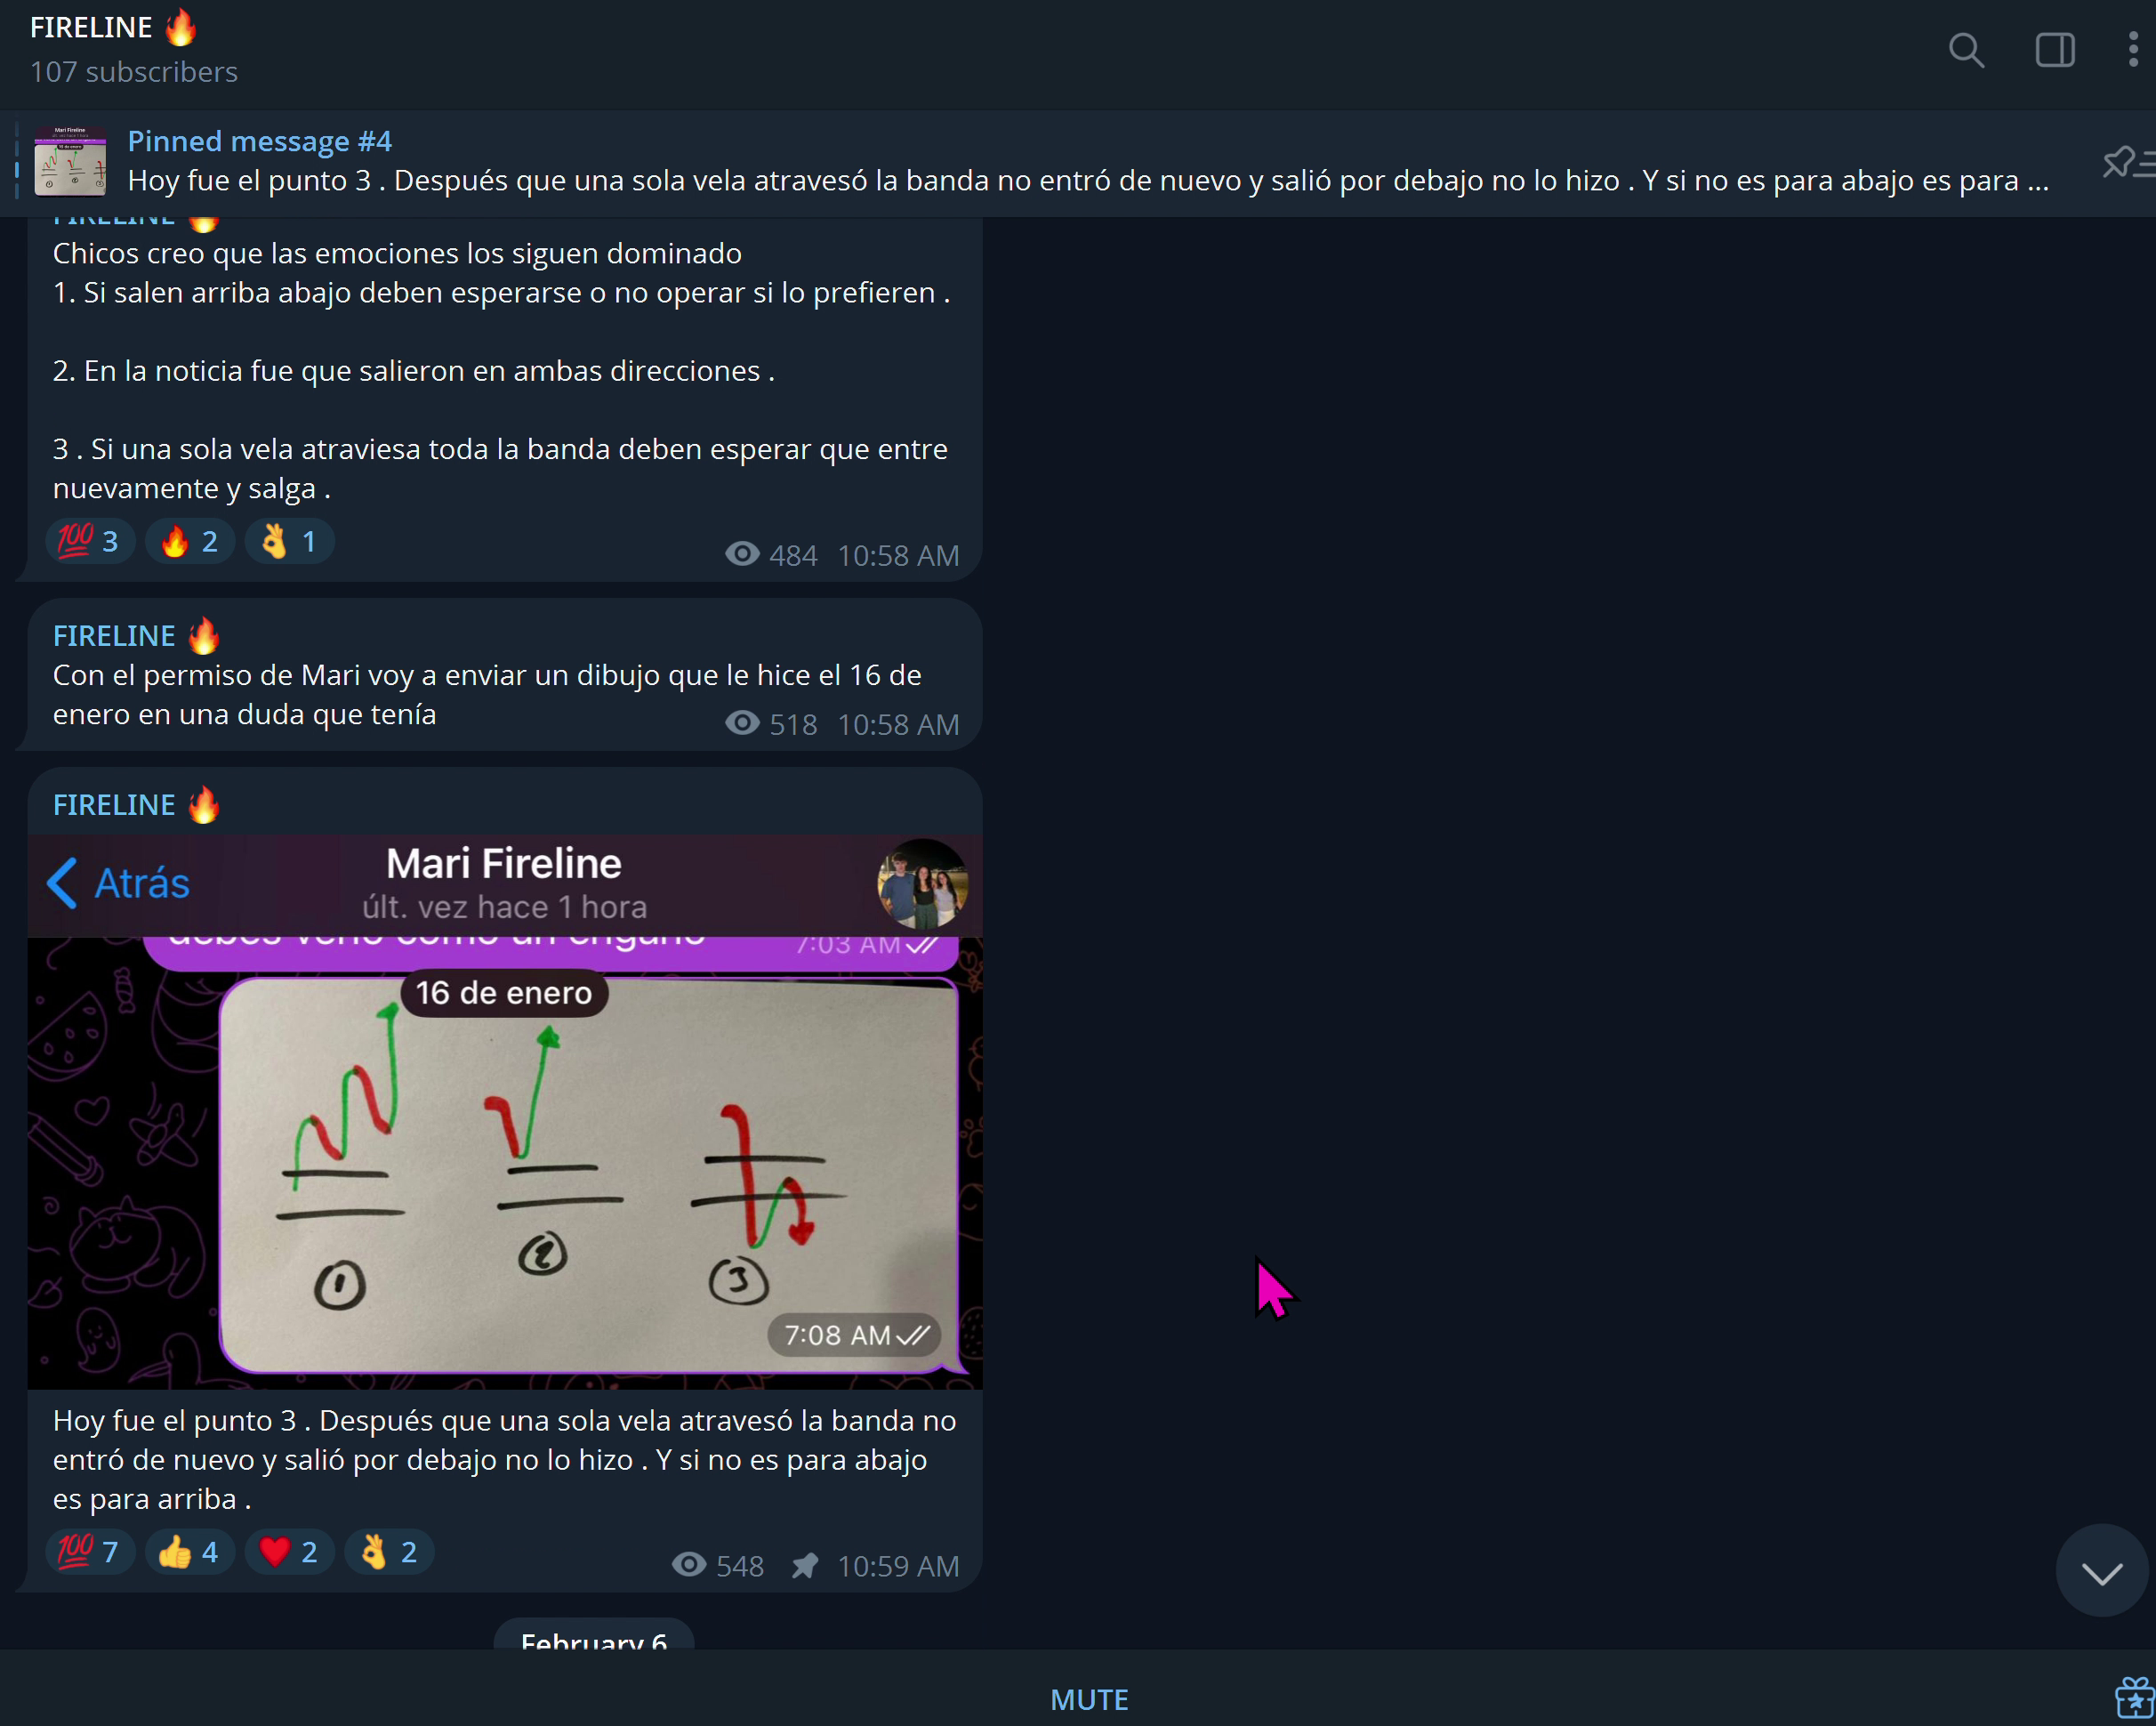 FIRELINE 🔥
107 subscribers
Pinned message #4
Hoy fue el punto 3 . Después que una sola vela atravesó la banda no entró de nuevo y salió por debajo no lo hizo . Y si no es para abajo es para ...
FIRELINE 🔥
Chicos creo que las emociones los siguen dominado
1. Si salen arriba abajo deben esperarse o no operar si lo prefieren .
2. En la noticia fue que salieron en ambas direcciones .
3 . Si una sola vela atraviesa toda la banda deben esperar que entre
nuevamente y salga .
💯 3 🔥 2 👌 1
484 10:58 AM
FIRELINE 🔥
Con el permiso de Mari voy a enviar un dibujo que le hice el 16 de
enero en una duda que tenía
518 10:58 AM
FIRELINE 🔥
Atrás
Mari Fireline
últ. vez hace 1 hora
debes verlo como un engaño 7:03 AM
16 de enero
1 2 3
7:08 AM
Hoy fue el punto 3 . Después que una sola vela atravesó la banda no
entró de nuevo y salió por debajo no lo hizo . Y si no es para abajo
es para arriba .
💯 7 👍 4 ❤️ 2 👌 2
548 10:59 AM
February 6
MUTE